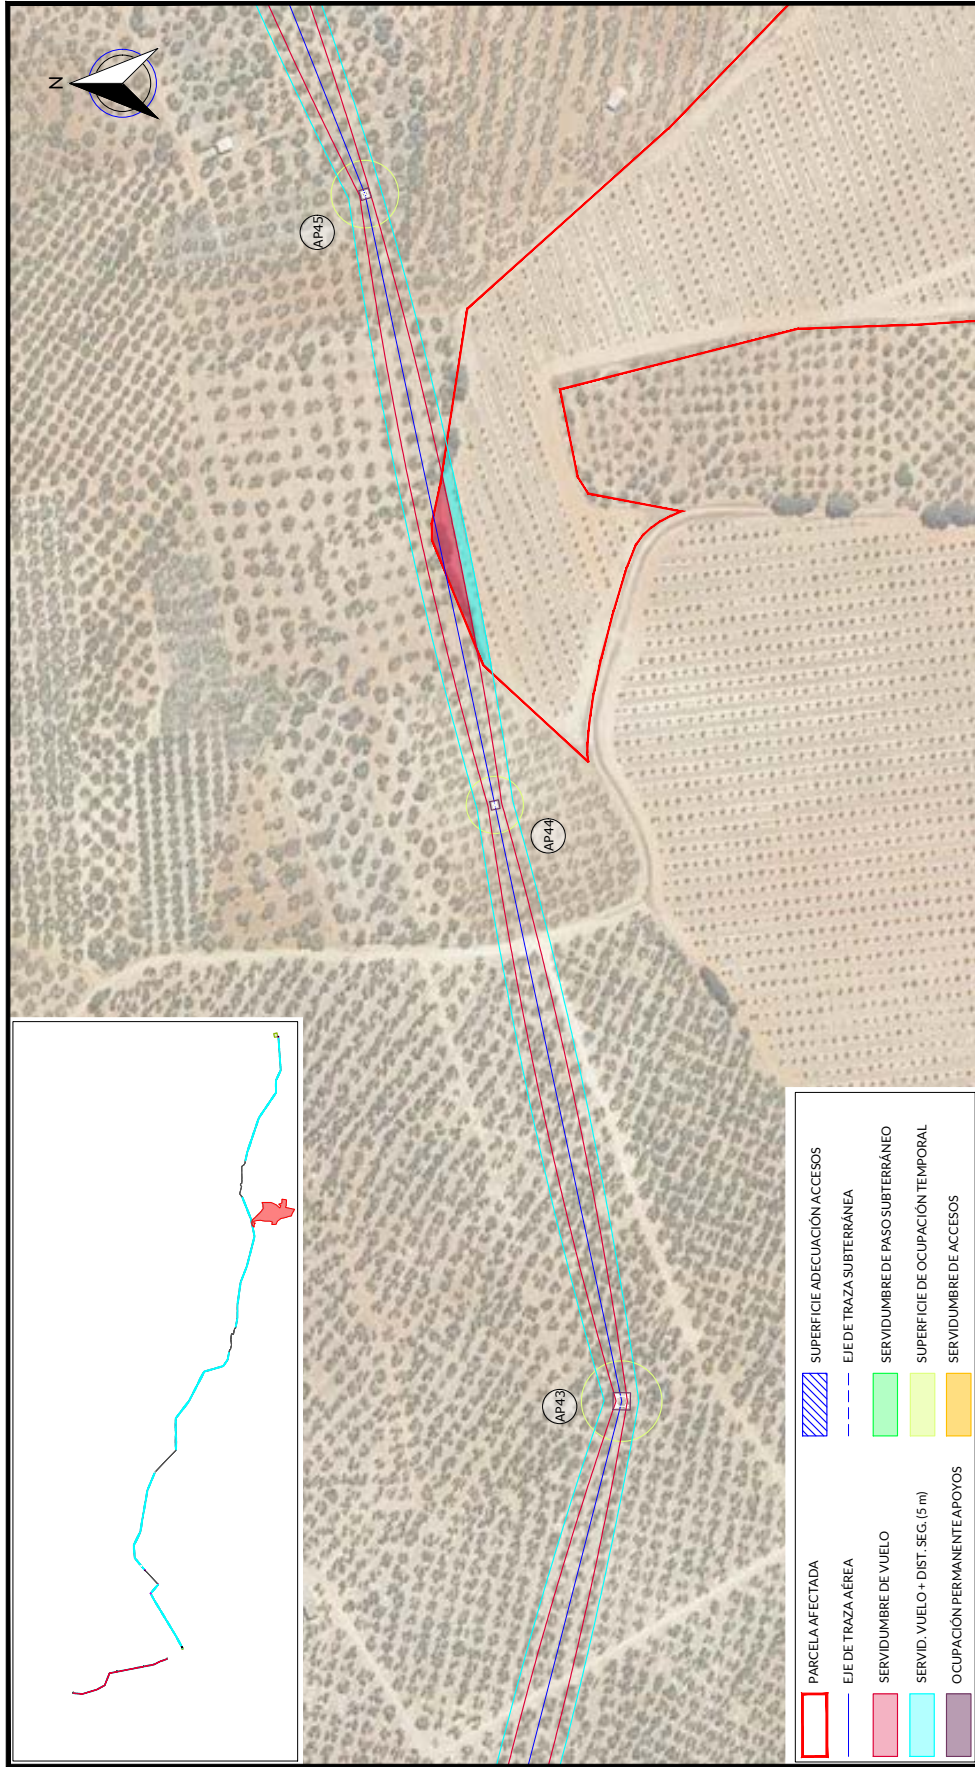 N
AP45
AP44
AP43
PARCELA AFECTADA
EJE DE TRAZA AÉREA
SERVIDUMBRE DE VUELO
SERVID. VUELO + DIST. SEG. (5 m)
OCUPACIÓN PERMANENTE APOYOS
SUPERFICIE ADECUACIÓN ACCESOS
EJE DE TRAZA SUBTERRÁNEA
SERVIDUMBRE DE PASO SUBTERRÁNEO
SUPERFICIE DE OCUPACIÓN TEMPORAL
SERVIDUMBRE DE ACCESOS